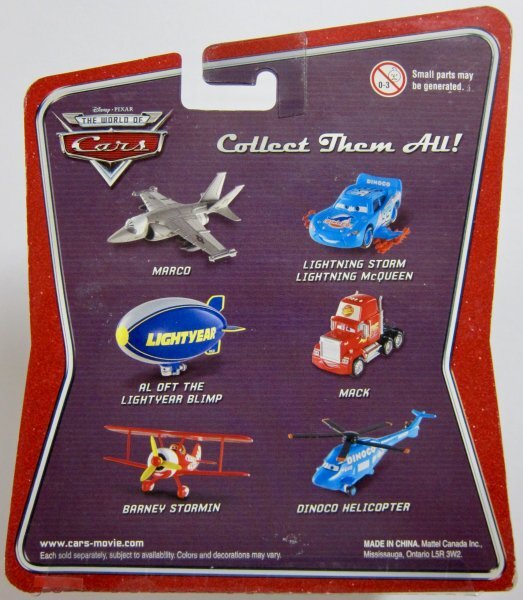 Disney · PIXAR
THE WORLD OF
Cars
Small parts may
be generated.
0-3
Collect Them All!
DINOCO
MARCO
LIGHTNING STORM
LIGHTNING McQUEEN
LIGHTYEAR
AL OFT THE
LIGHTYEAR BLIMP
MACK
DINOCO
BARNEY STORMIN
DINOCO HELICOPTER
www.cars-movie.com
Each sold separately, subject to availability. Colors and decorations may vary.
MADE IN CHINA. Mattel Canada Inc.,
Mississauga, Ontario L5R 3W2.